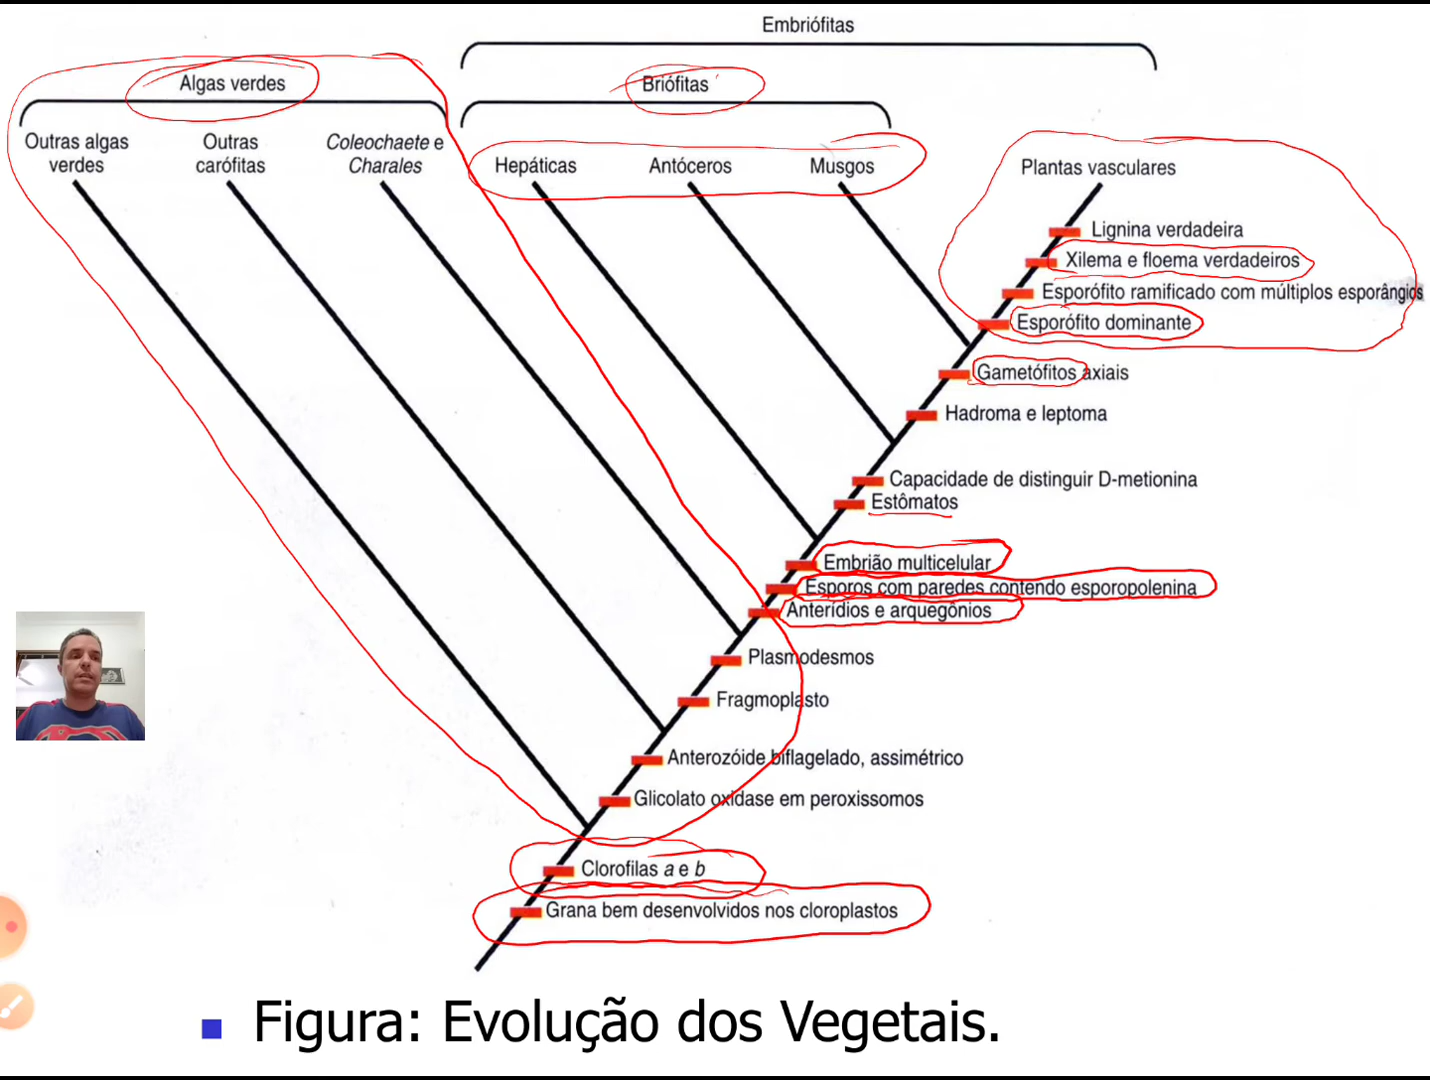 Embriófitas
Algas verdes
Briófitas
Outras algas
verdes
Outras
carófitas
Coleochaete e
Charales
Hepáticas
Antóceros
Musgos
Plantas vasculares
Lignina verdadeira
Xilema e floema verdadeiros
Esporófito ramificado com múltiplos esporângios
Esporófito dominante
Gametófitos axiais
Hadroma e leptoma
Capacidade de distinguir D-metionina
Estômatos
Embrião multicelular
Esporos com paredes contendo esporopolenina
Anterídios e arquegônios
Plasmodesmos
Fragmoplasto
Anterozóide biflagelado, assimétrico
Glicolato oxidase em peroxissomos
Clorofilas a e b
Grana bem desenvolvidos nos cloroplastos
Figura: Evolução dos Vegetais.